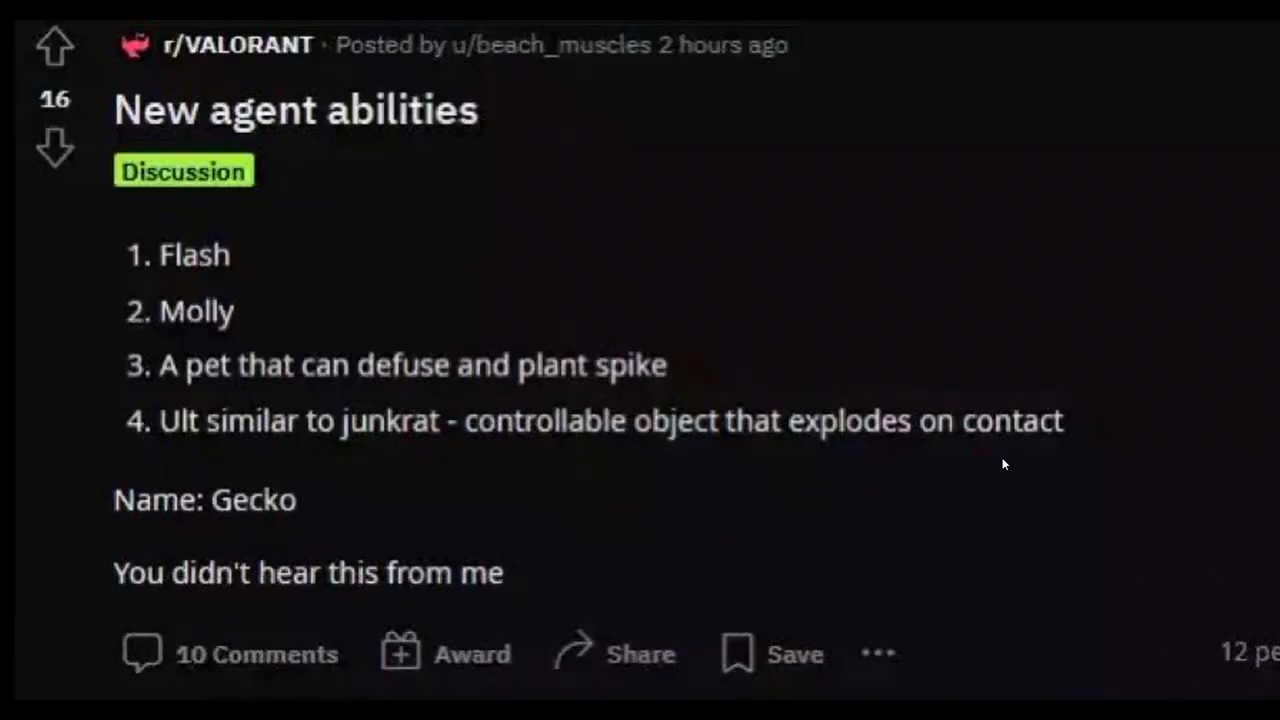 r/VALORANT · Posted by u/beach_muscles 2 hours ago
16
New agent abilities
Discussion
1. Flash
2. Molly
3. A pet that can defuse and plant spike
4. Ult similar to junkrat - controllable object that explodes on contact
Name: Gecko
You didn't hear this from me
10 Comments Award Share Save ··· 12 pe